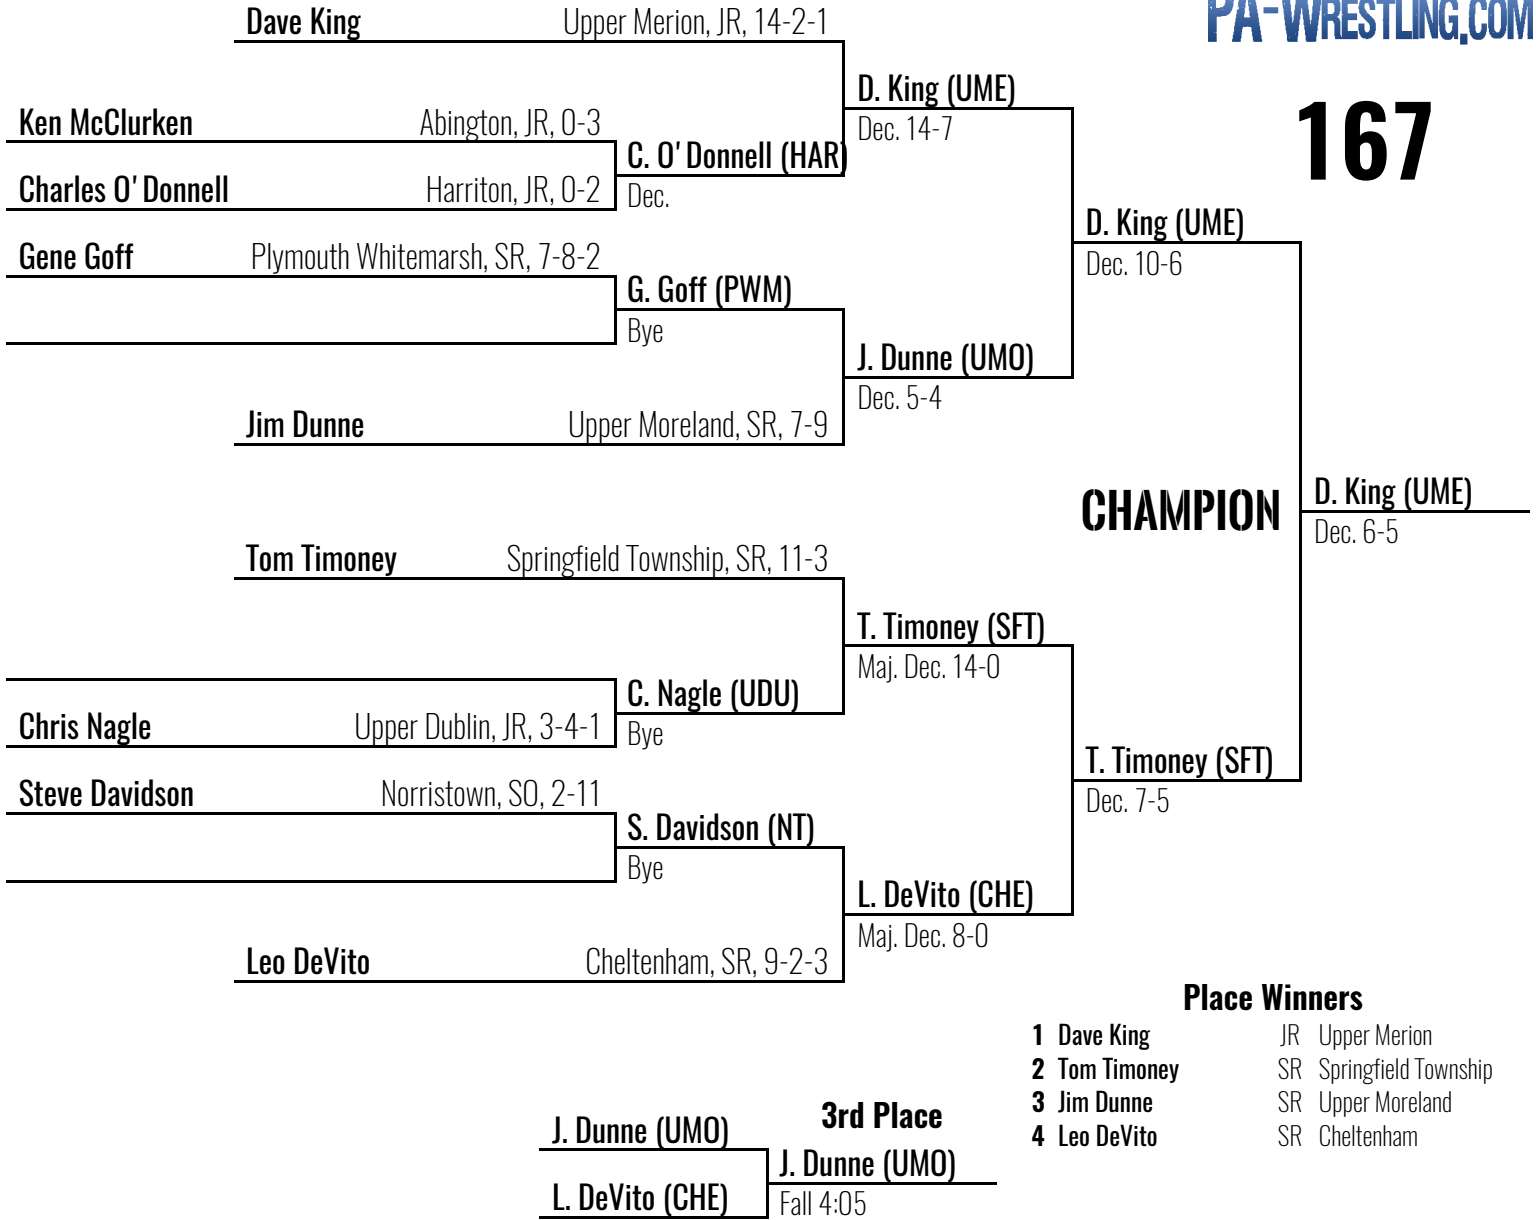 PA-WRESTLING.COM
167
Dave King Upper Merion, JR, 14-2-1
D. King (UME)
Dec. 14-7
Ken McClurken Abington, JR, 0-3
C. O'Donnell (HAR)
Dec.
Charles O'Donnell Harriton, JR, 0-2
D. King (UME)
Dec. 10-6
Gene Goff Plymouth Whitemarsh, SR, 7-8-2
G. Goff (PWM)
Bye
J. Dunne (UMO)
Dec. 5-4
Jim Dunne Upper Moreland, SR, 7-9
CHAMPION
D. King (UME)
Dec. 6-5
Tom Timoney Springfield Township, SR, 11-3
T. Timoney (SFT)
Maj. Dec. 14-0
C. Nagle (UDU)
Bye
Chris Nagle Upper Dublin, JR, 3-4-1
T. Timoney (SFT)
Dec. 7-5
Steve Davidson Norristown, SO, 2-11
S. Davidson (NT)
Bye
L. DeVito (CHE)
Maj. Dec. 8-0
Leo DeVito Cheltenham, SR, 9-2-3
Place Winners
1 Dave King JR Upper Merion
2 Tom Timoney SR Springfield Township
3 Jim Dunne SR Upper Moreland
4 Leo DeVito SR Cheltenham
3rd Place
J. Dunne (UMO)
J. Dunne (UMO)
Fall 4:05
L. DeVito (CHE)